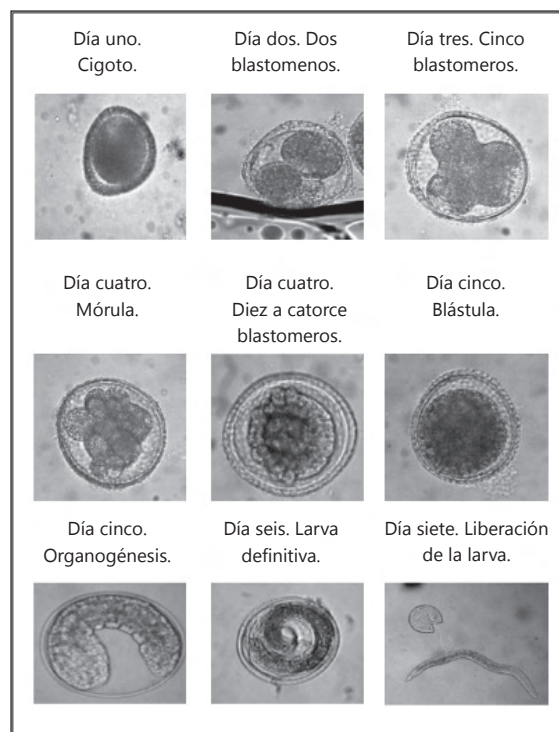 Día uno.
Cigoto.
Día dos. Dos
blastomenos.
Día tres. Cinco
blastomeros.
Día cuatro.
Mórula.
Día cuatro.
Diez a catorce
blastomeros.
Día cinco.
Blástula.
Día cinco.
Organogénesis.
Día seis. Larva
definitiva.
Día siete. Liberación
de la larva.